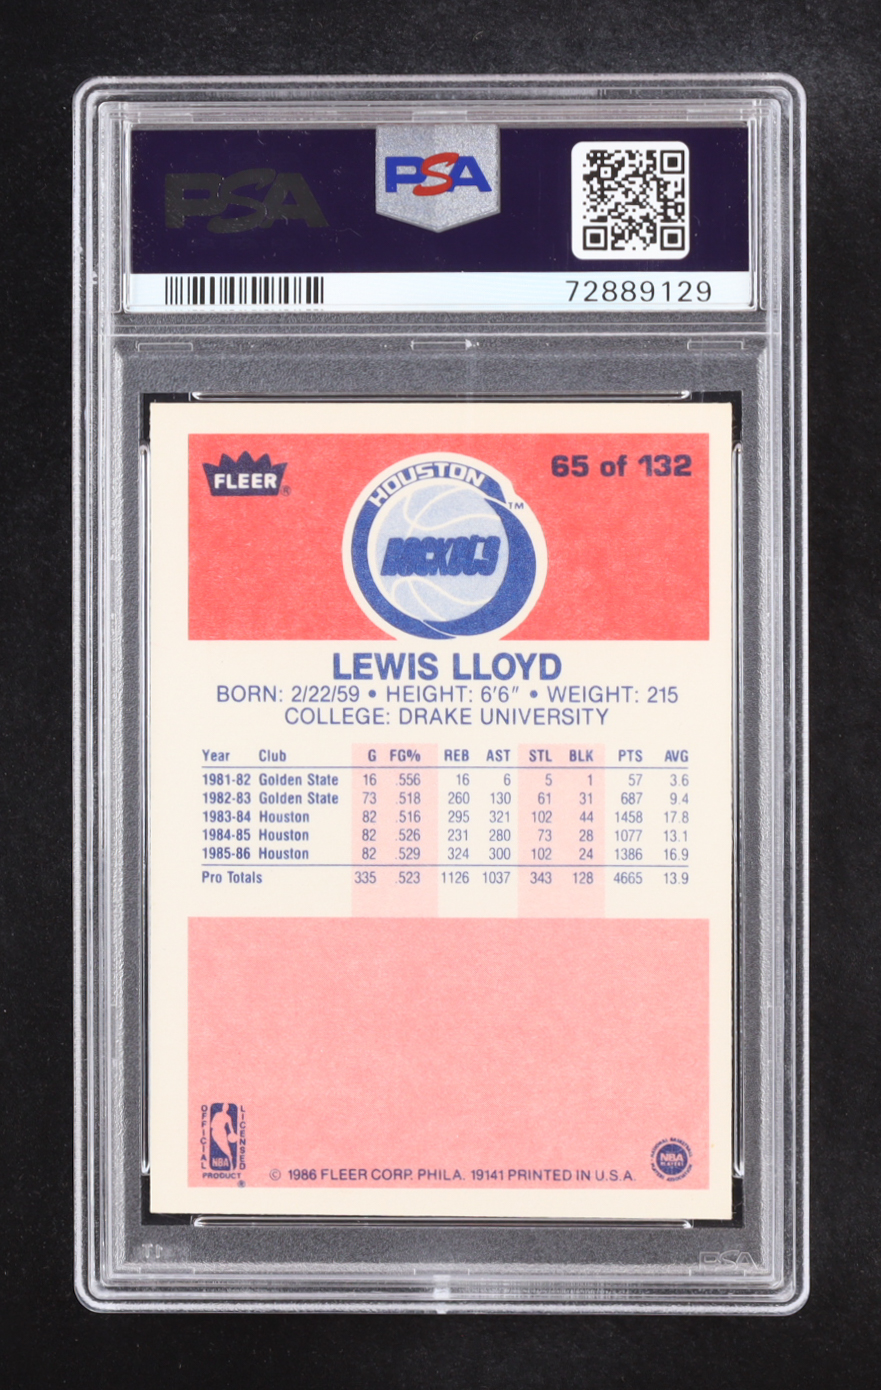 PSA
PSA
72889129
FLEER®
65 of 132
HOUSTON
TM
ROCKETS
LEWIS LLOYD
BORN: 2/22/59 • HEIGHT: 6'6" • WEIGHT: 215
COLLEGE: DRAKE UNIVERSITY
Year Club G FG% REB AST STL BLK PTS AVG
1981-82 Golden State 16 .556 16 6 5 1 57 3.6
1982-83 Golden State 73 .518 260 130 61 31 687 9.4
1983-84 Houston 82 .516 295 321 102 44 1458 17.8
1984-85 Houston 82 .526 231 280 73 28 1077 13.1
1985-86 Houston 82 .529 324 300 102 24 1386 16.9
Pro Totals 335 .523 1126 1037 343 128 4665 13.9
OFFICIAL
NBA
LICENSED
PRODUCT
®
© 1986 FLEER CORP. PHILA. 19141 PRINTED IN U.S.A.
NATIONAL BASKETBALL
NBA
PLAYERS
ASSOCIATION
PSA